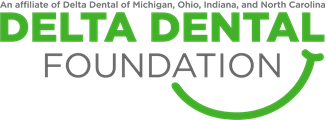 An affiliate of Delta Dental of Michigan, Ohio, Indiana, and North Carolina
DELTA DENTAL
FOUNDATION